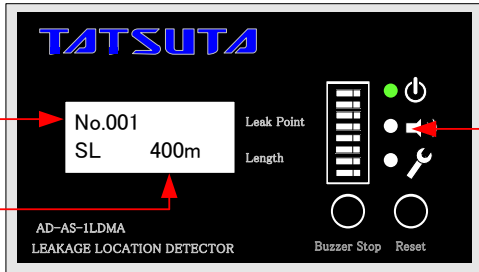 TATSUTA
No.001
SL 400m
Leak Point
Length
AD-AS-1LDMA
LEAKAGE LOCATION DETECTOR
Buzzer Stop Reset